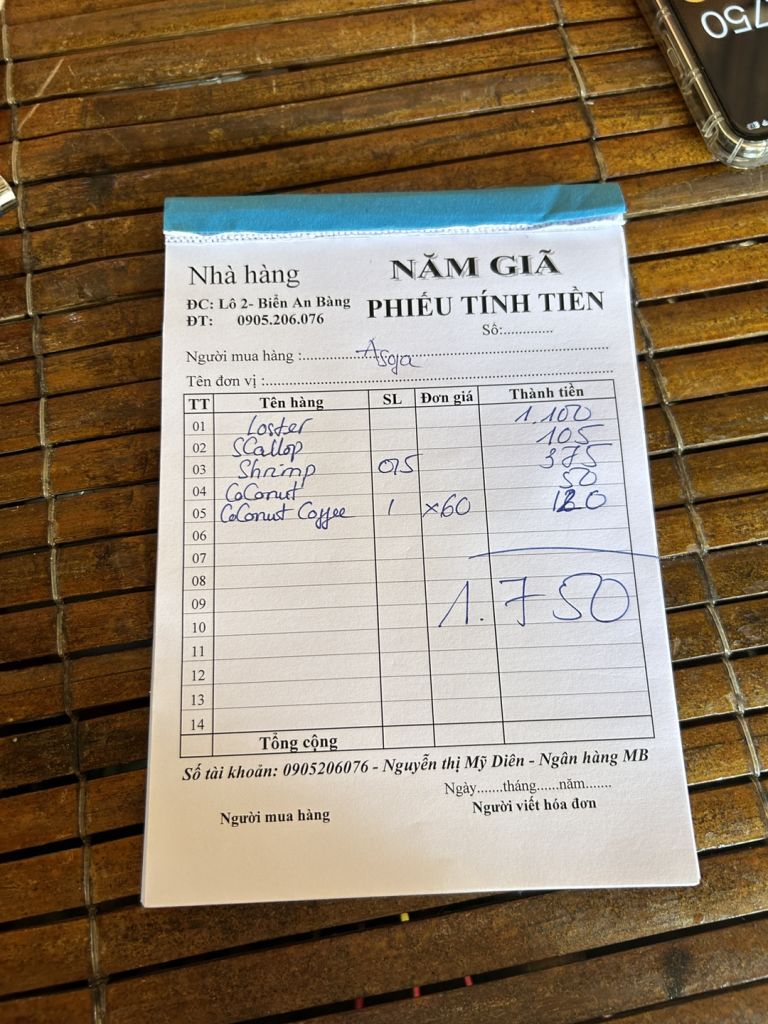 750
Nhà hàng NĂM GIÃ
ĐC: Lô 2- Biển An Bàng
ĐT: 0905.206.076
PHIẾU TÍNH TIỀN
Số:............
Người mua hàng :
Tên đơn vị :
TT Tên hàng SL Đơn giá Thành tiền
01 Loster 1.100
02 SCallop 105
03 Shrimp 0,5 375
04 CoConut 50
05 CoConut Coffee 1 x60 120
06
07
08
09 1.750
10
11
12
13
14
Tổng cộng
Số tài khoản: 0905206076 - Nguyễn thị Mỹ Diên - Ngân hàng MB
Ngày.......tháng......năm.......
Người mua hàng Người viết hóa đơn